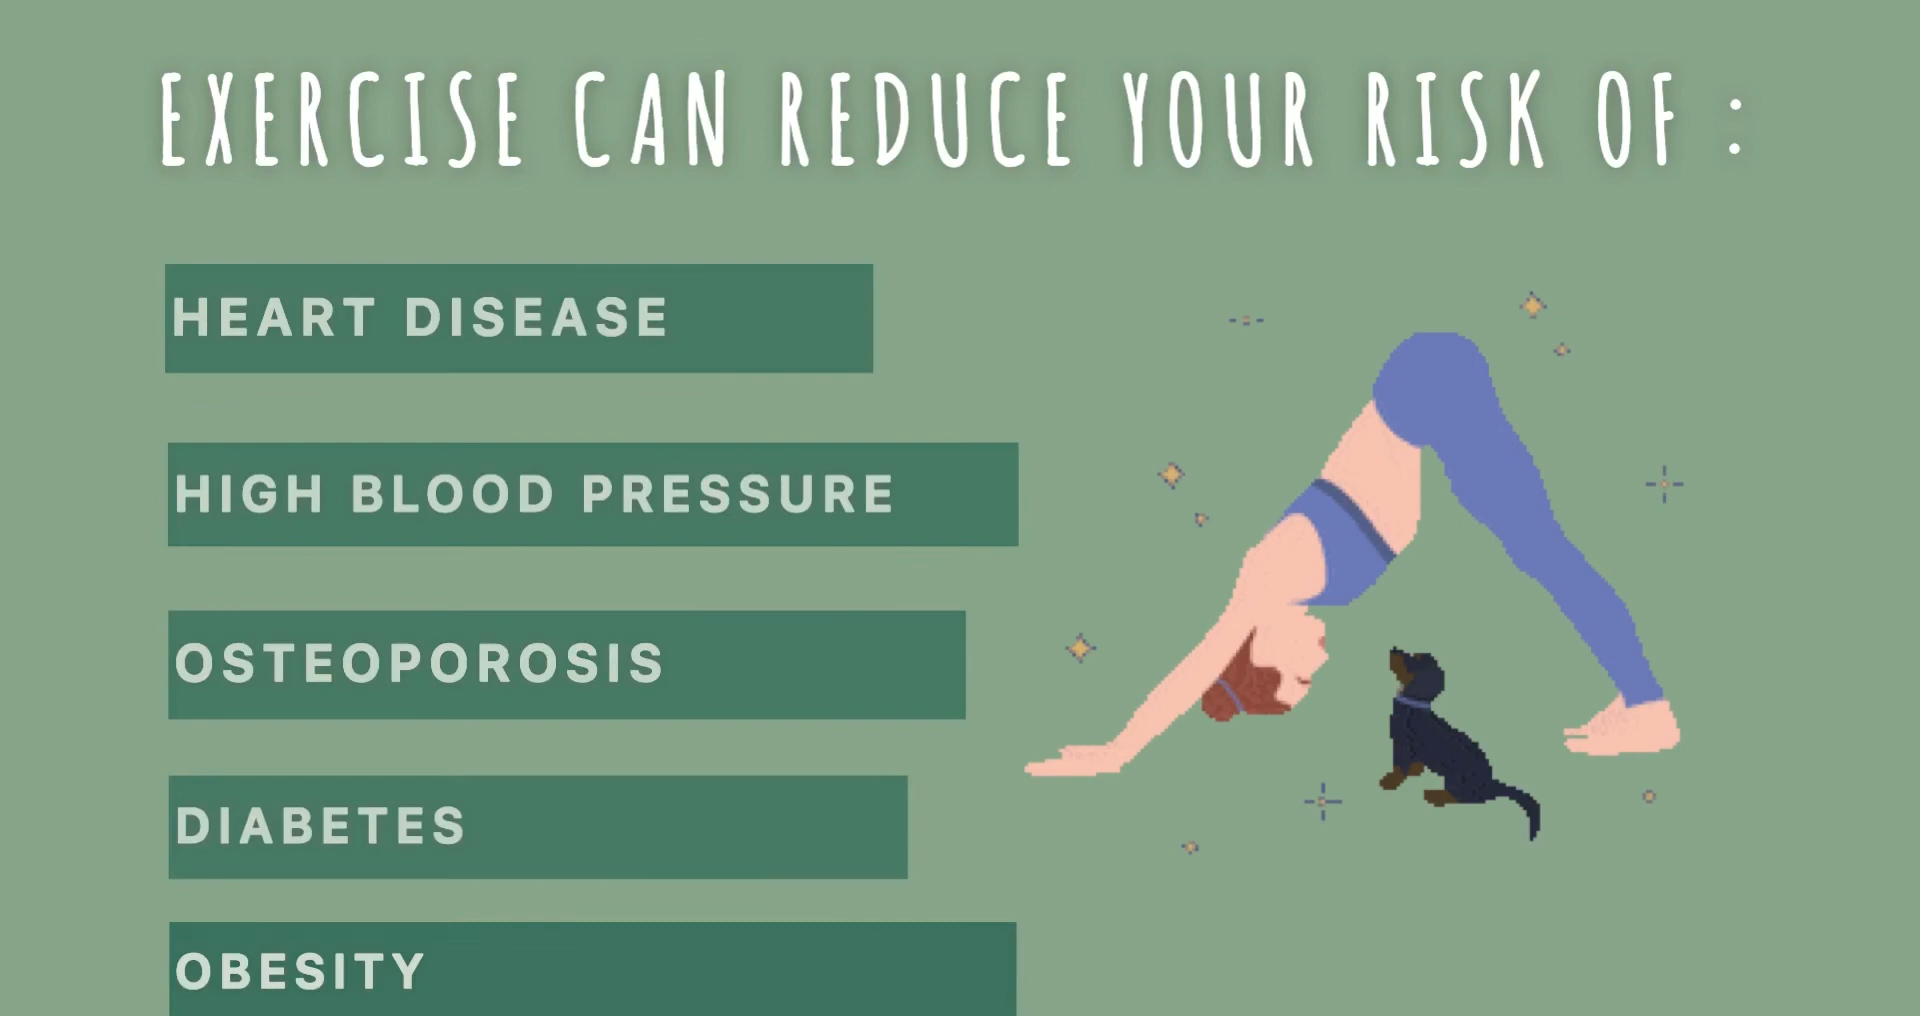 EXERCISE CAN REDUCE YOUR RISK OF :
HEART DISEASE
HIGH BLOOD PRESSURE
OSTEOPOROSIS
DIABETES
OBESITY